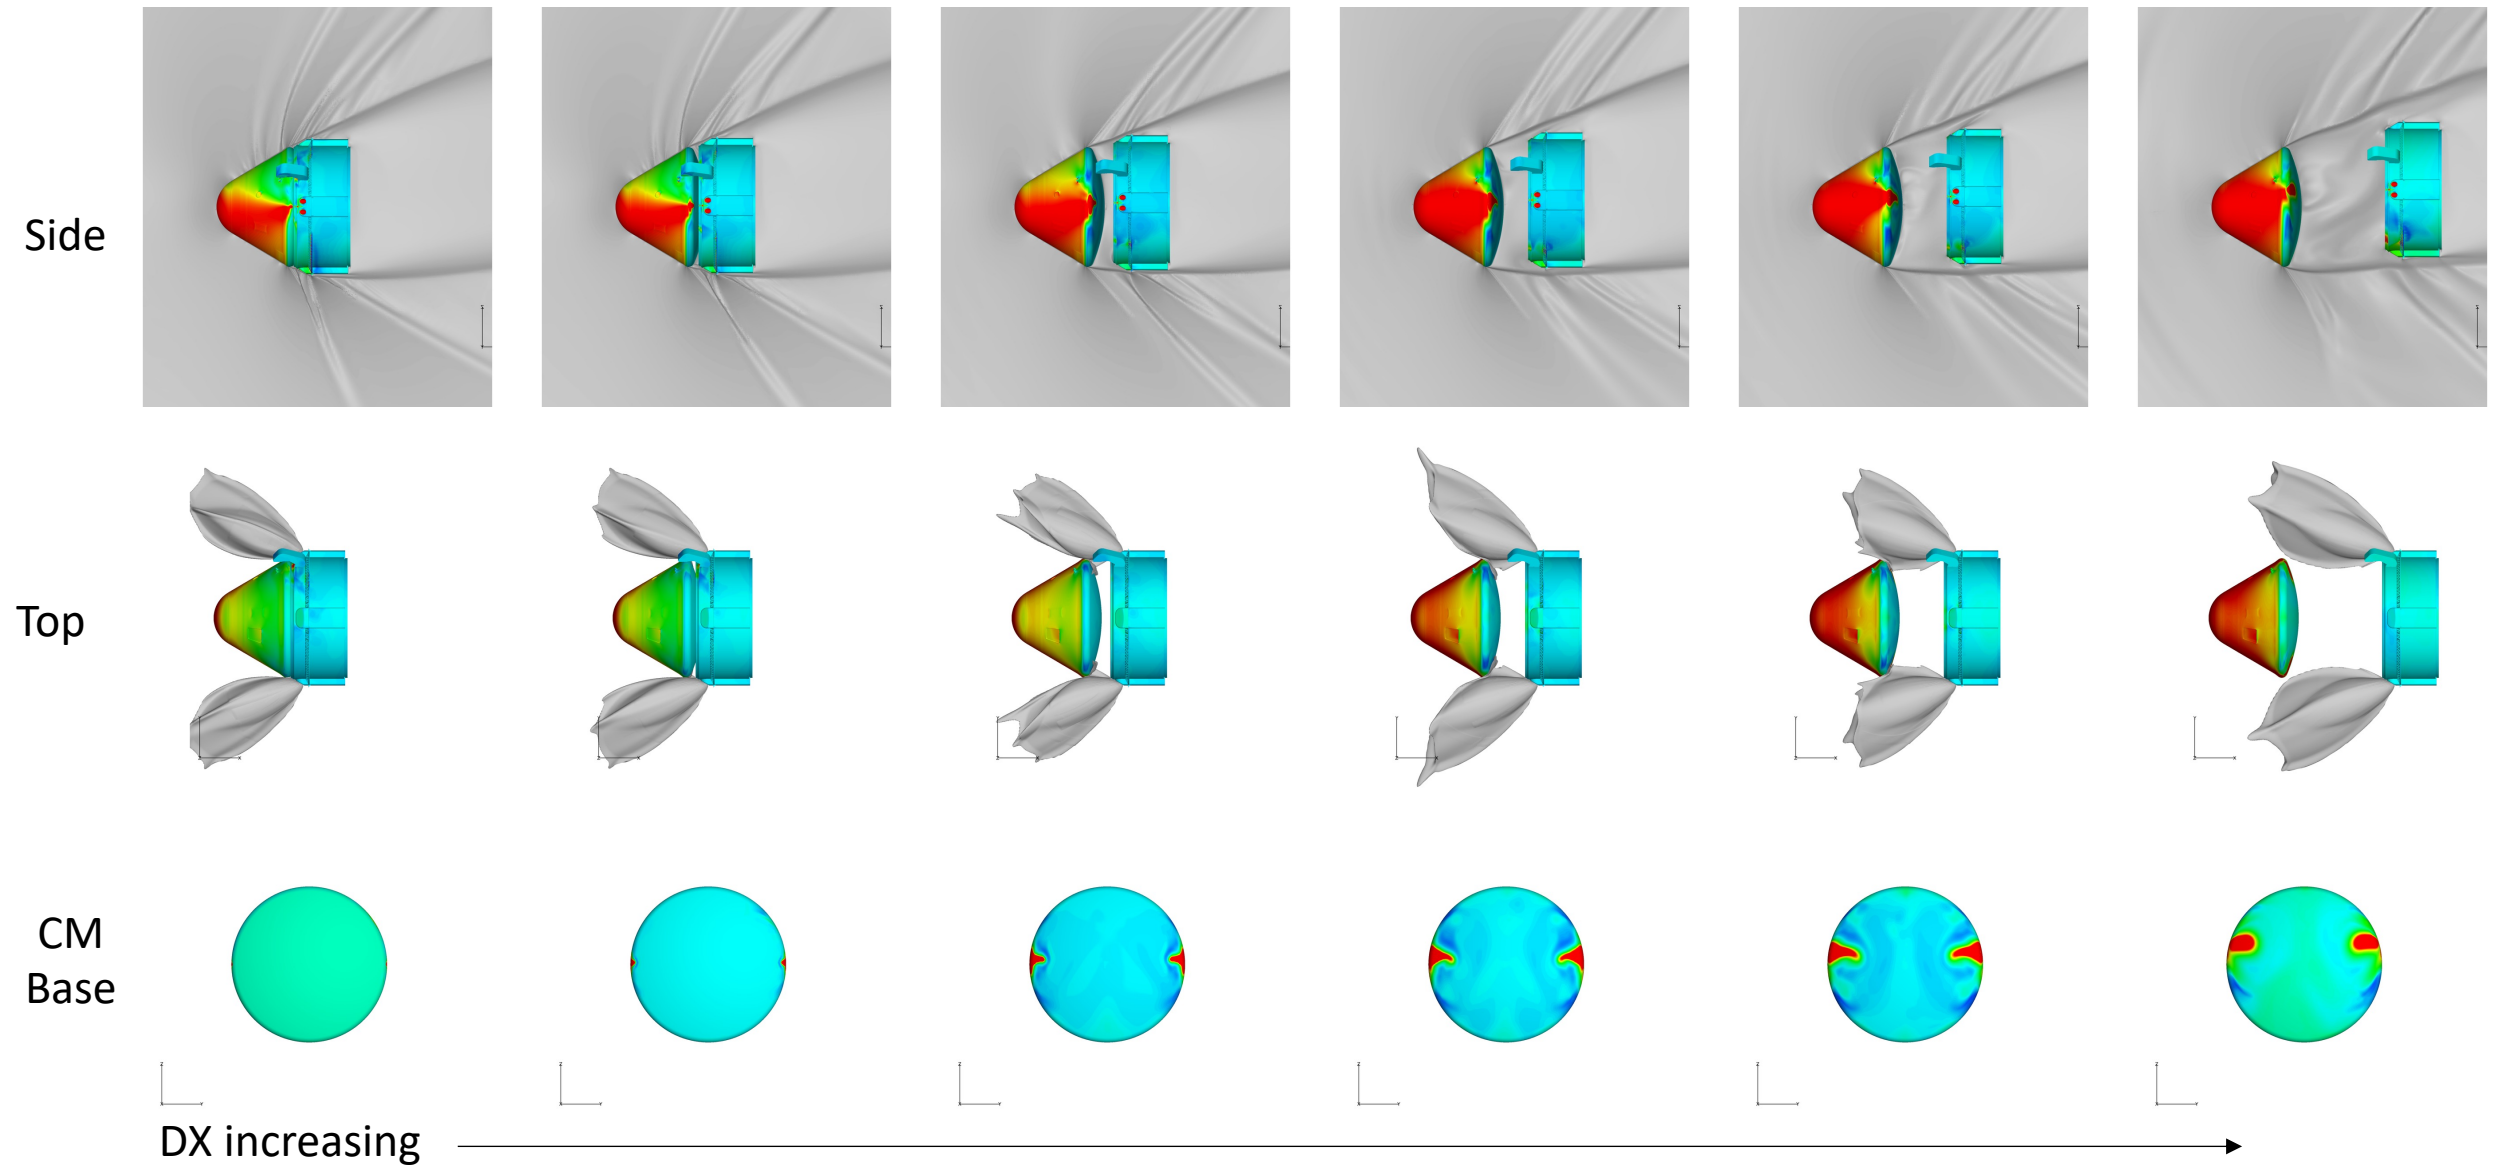 Side
Top
CM
Base
DX increasing